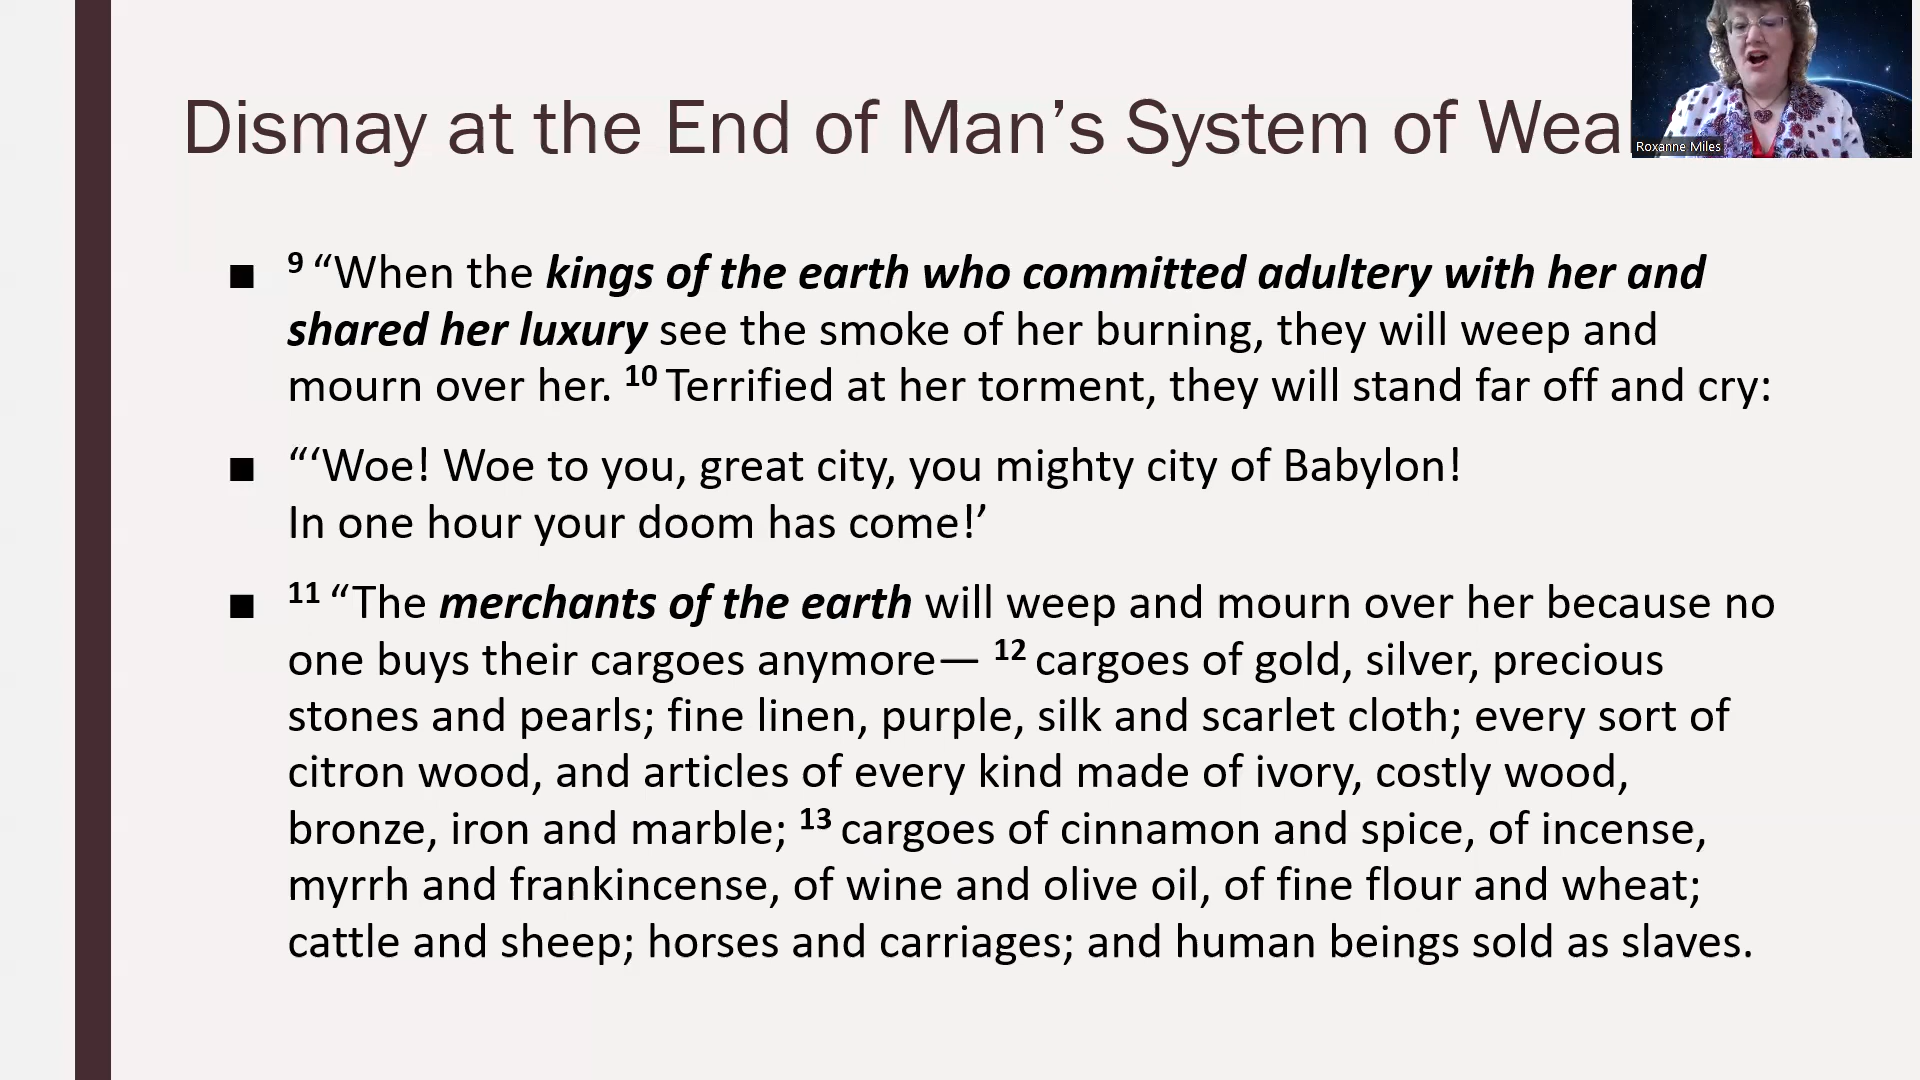 Dismay at the End of Man’s System of Wea
Roxanne Miles
■ 9 “When the kings of the earth who committed adultery with her and
shared her luxury see the smoke of her burning, they will weep and
mourn over her. 10 Terrified at her torment, they will stand far off and cry:
■ “‘Woe! Woe to you, great city, you mighty city of Babylon!
In one hour your doom has come!’
■ 11 “The merchants of the earth will weep and mourn over her because no
one buys their cargoes anymore— 12 cargoes of gold, silver, precious
stones and pearls; fine linen, purple, silk and scarlet cloth; every sort of
citron wood, and articles of every kind made of ivory, costly wood,
bronze, iron and marble; 13 cargoes of cinnamon and spice, of incense,
myrrh and frankincense, of wine and olive oil, of fine flour and wheat;
cattle and sheep; horses and carriages; and human beings sold as slaves.